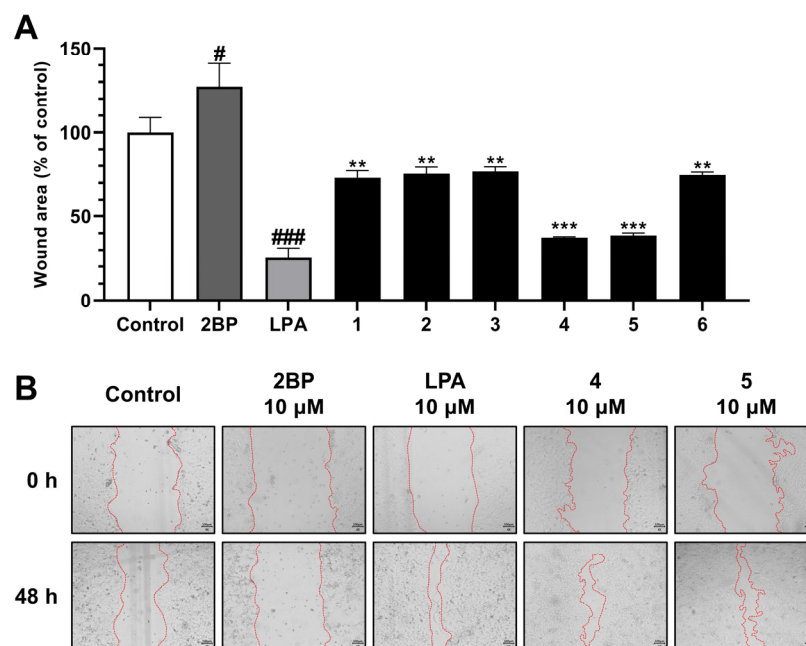 A
Wound area (% of control)
150
100
50
0
#
###
**
**
**
***
***
**
Control 2BP LPA 1 2 3 4 5 6
B
Control 2BP LPA 4 5
10 µM 10 µM 10 µM 10 µM
0 h
48 h